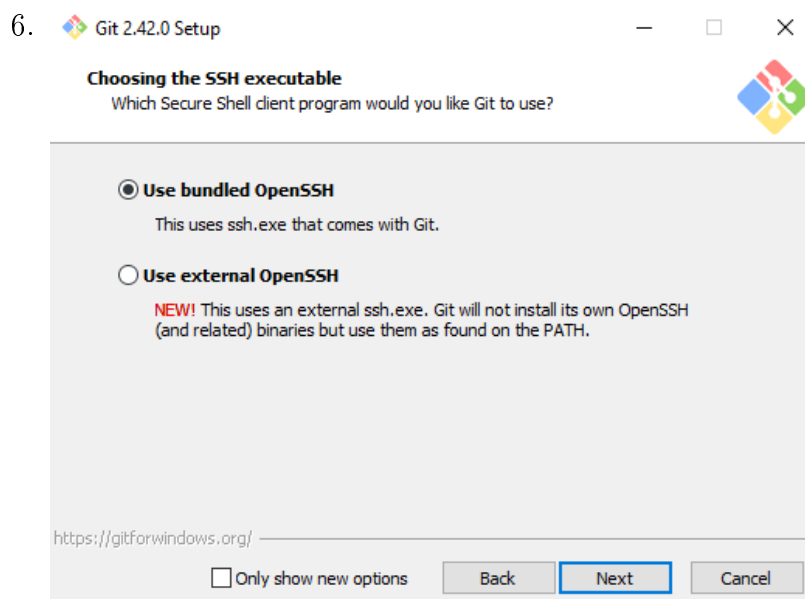 6. Git 2.42.0 Setup
Choosing the SSH executable
Which Secure Shell client program would you like Git to use?
Use bundled OpenSSH
This uses ssh.exe that comes with Git.
Use external OpenSSH
NEW! This uses an external ssh.exe. Git will not install its own OpenSSH
(and related) binaries but use them as found on the PATH.
https://gitforwindows.org/
Only show new options Back Next Cancel